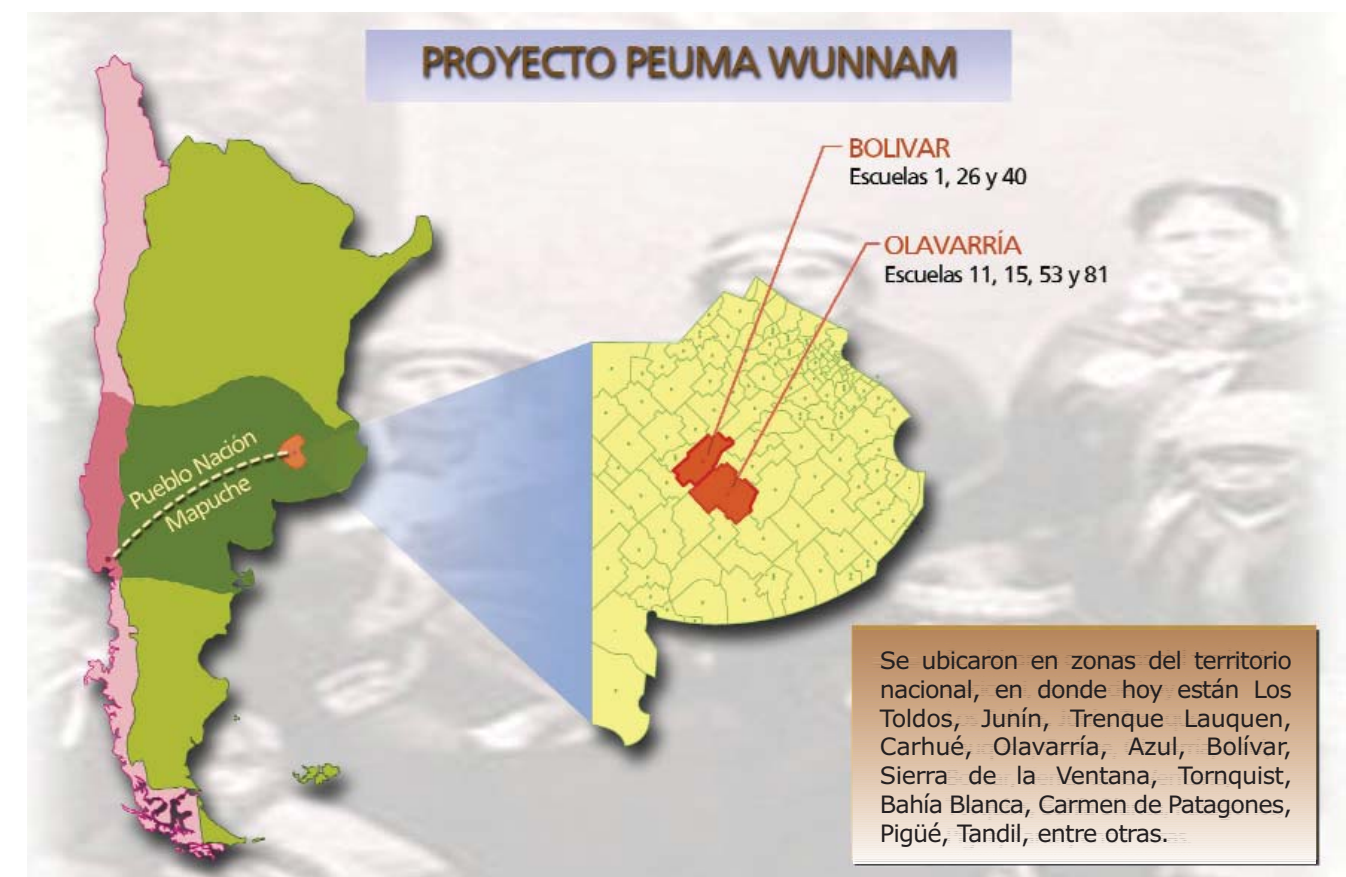 PROYECTO PEUMA WUNNAM
BOLIVAR
Escuelas 1, 26 y 40
OLAVARRÍA
Escuelas 11, 15, 53 y 81
Pueblo Nación
Mapuche
Se ubicaron en zonas del territorio
nacional, en donde hoy están Los
Toldos, Junín, Trenque Lauquen,
Carhué, Olavarría, Azul, Bolívar,
Sierra de la Ventana, Tornquist,
Bahía Blanca, Carmen de Patagones,
Pigüé, Tandil, entre otras.